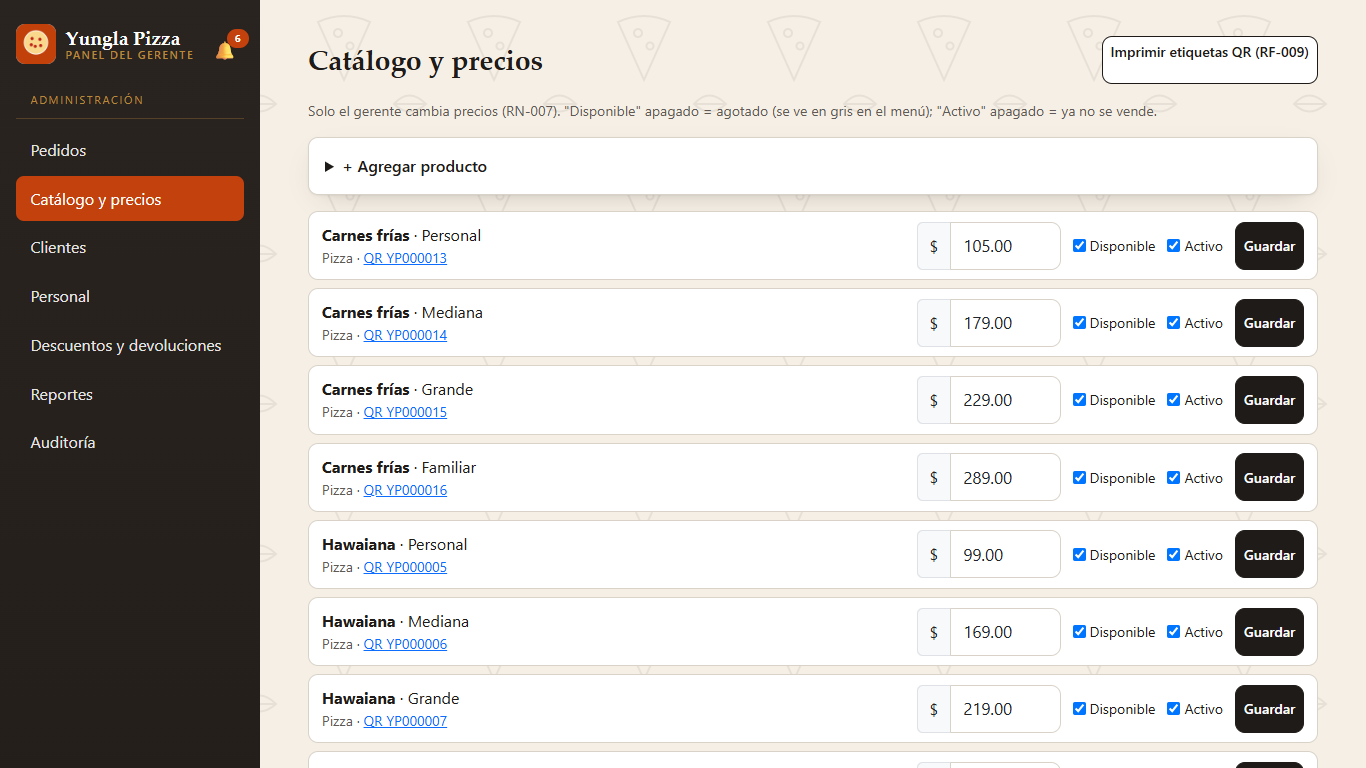 Yungla Pizza
PANEL DEL GERENTE
6
ADMINISTRACIÓN
Pedidos
Catálogo y precios
Clientes
Personal
Descuentos y devoluciones
Reportes
Auditoría
Catálogo y precios
Imprimir etiquetas QR (RF-009)
Solo el gerente cambia precios (RN-007). "Disponible" apagado = agotado (se ve en gris en el menú); "Activo" apagado = ya no se vende.
+ Agregar producto
Carnes frías · Personal
Pizza · QR YP000013
$ 105.00 Disponible Activo Guardar
Carnes frías · Mediana
Pizza · QR YP000014
$ 179.00 Disponible Activo Guardar
Carnes frías · Grande
Pizza · QR YP000015
$ 229.00 Disponible Activo Guardar
Carnes frías · Familiar
Pizza · QR YP000016
$ 289.00 Disponible Activo Guardar
Hawaiana · Personal
Pizza · QR YP000005
$ 99.00 Disponible Activo Guardar
Hawaiana · Mediana
Pizza · QR YP000006
$ 169.00 Disponible Activo Guardar
Hawaiana · Grande
Pizza · QR YP000007
$ 219.00 Disponible Activo Guardar